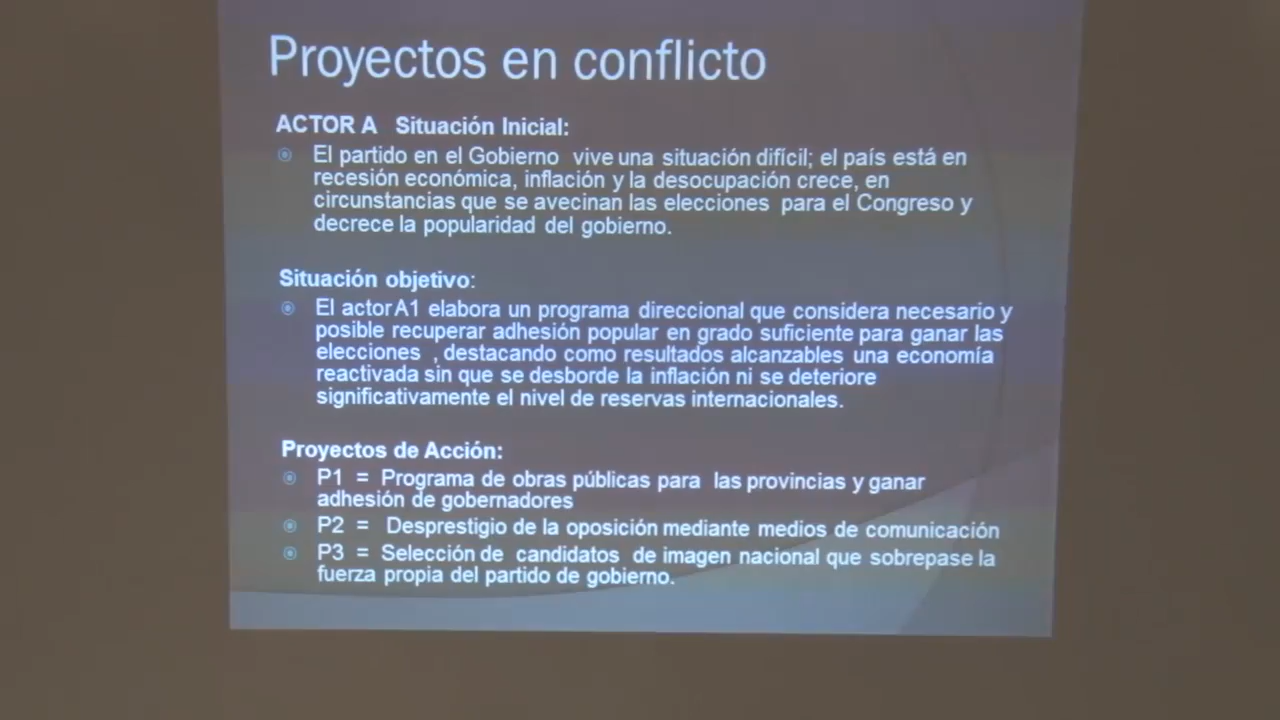 Proyectos en conflicto
ACTOR A Situación Inicial:
El partido en el Gobierno vive una situación difícil; el país está en
recesión económica, inflación y la desocupación crece, en
circunstancias que se avecinan las elecciones para el Congreso y
decrece la popularidad del gobierno.
Situación objetivo:
El actor A1 elabora un programa direccional que considera necesario y
posible recuperar adhesión popular en grado suficiente para ganar las
elecciones , destacando como resultados alcanzables una economía
reactivada sin que se desborde la inflación ni se deteriore
significativamente el nivel de reservas internacionales.
Proyectos de Acción:
P1 = Programa de obras públicas para las provincias y ganar
adhesión de gobernadores
P2 = Desprestigio de la oposición mediante medios de comunicación
P3 = Selección de candidatos de imagen nacional que sobrepase la
fuerza propia del partido de gobierno.